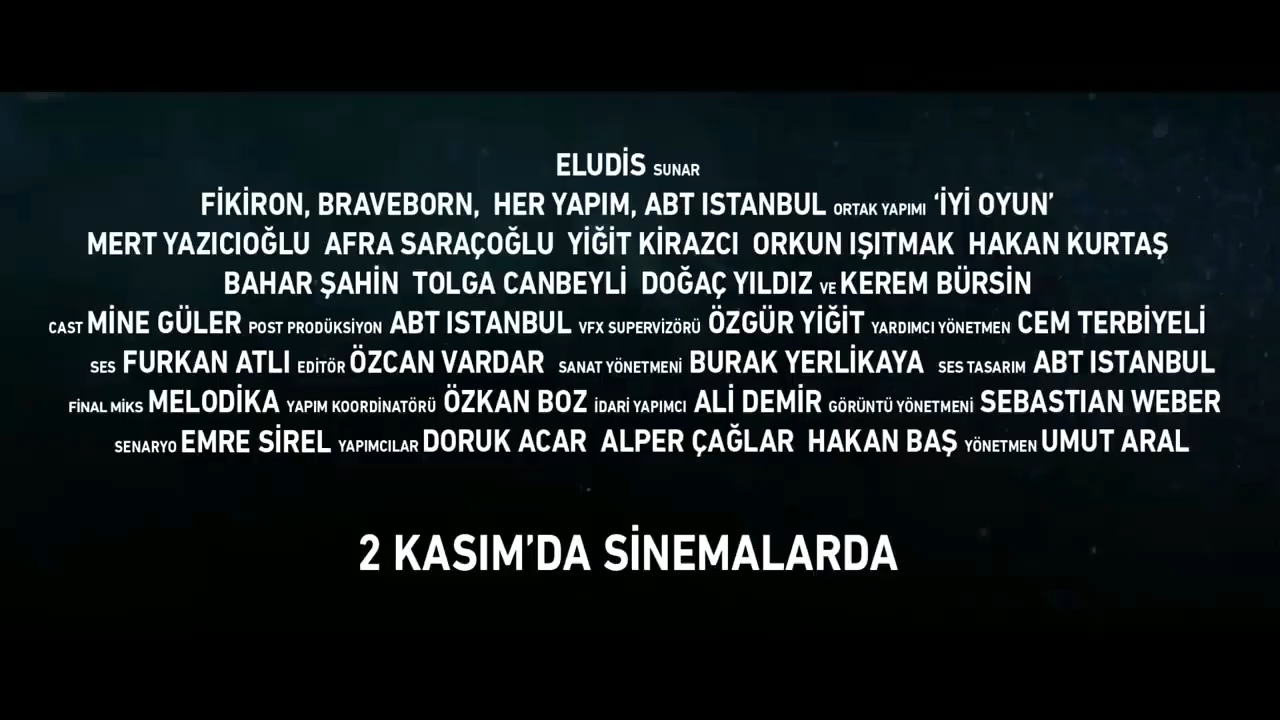 ELUDİS SUNAR
FİKİRON, BRAVEBORN, HER YAPIM, ABT ISTANBUL ORTAK YAPIMI ‘İYİ OYUN’
MERT YAZICIOĞLU AFRA SARAÇOĞLU YİĞİT KİRAZCI ORKUN IŞITMAK HAKAN KURTAŞ
BAHAR ŞAHİN TOLGA CANBEYLİ DOĞAÇ YILDIZ VE KEREM BÜRSİN
CAST MİNE GÜLER POST PRODÜKSİYON ABT ISTANBUL VFX SUPERVİZÖRÜ ÖZGÜR YİĞİT YARDIMCI YÖNETMEN CEM TERBİYELİ
SES FURKAN ATLI EDİTÖR ÖZCAN VARDAR SANAT YÖNETMENİ BURAK YERLİKAYA SES TASARIM ABT ISTANBUL
FİNAL MİKS MELODİKA YAPIM KOORDİNATÖRÜ ÖZKAN BOZ İDARİ YAPIMCI ALİ DEMİR GÖRÜNTÜ YÖNETMENİ SEBASTIAN WEBER
SENARYO EMRE SİREL YAPIMCILAR DORUK ACAR ALPER ÇAĞLAR HAKAN BAŞ YÖNETMEN UMUT ARAL
2 KASIM’DA SİNEMALARDA